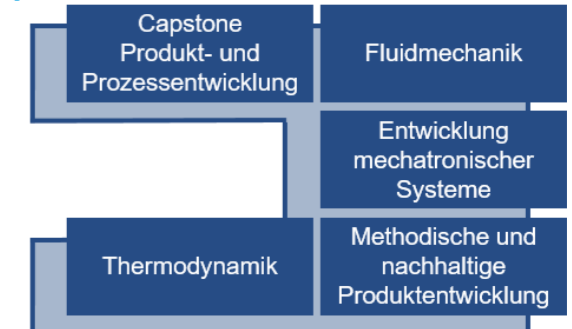 Capstone
Produkt- und
Prozessentwicklung
Fluidmechanik
Entwicklung
mechatronischer
Systeme
Thermodynamik
Methodische und
nachhaltige
Produktentwicklung